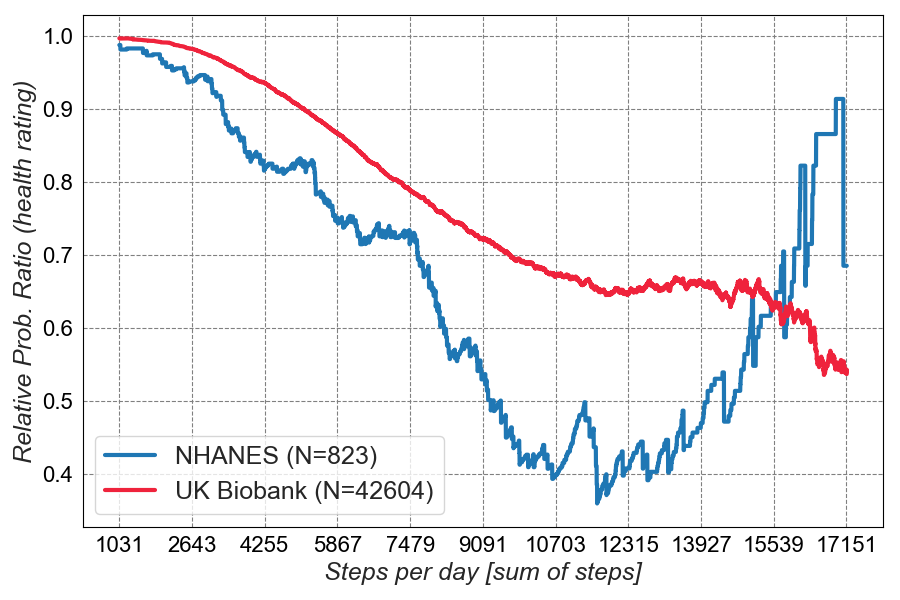 Relative Prob. Ratio (health rating)
1.0
0.9
0.8
0.7
0.6
0.5
0.4
NHANES (N=823)
UK Biobank (N=42604)
1031 2643 4255 5867 7479 9091 10703 12315 13927 15539 17151
Steps per day [sum of steps]